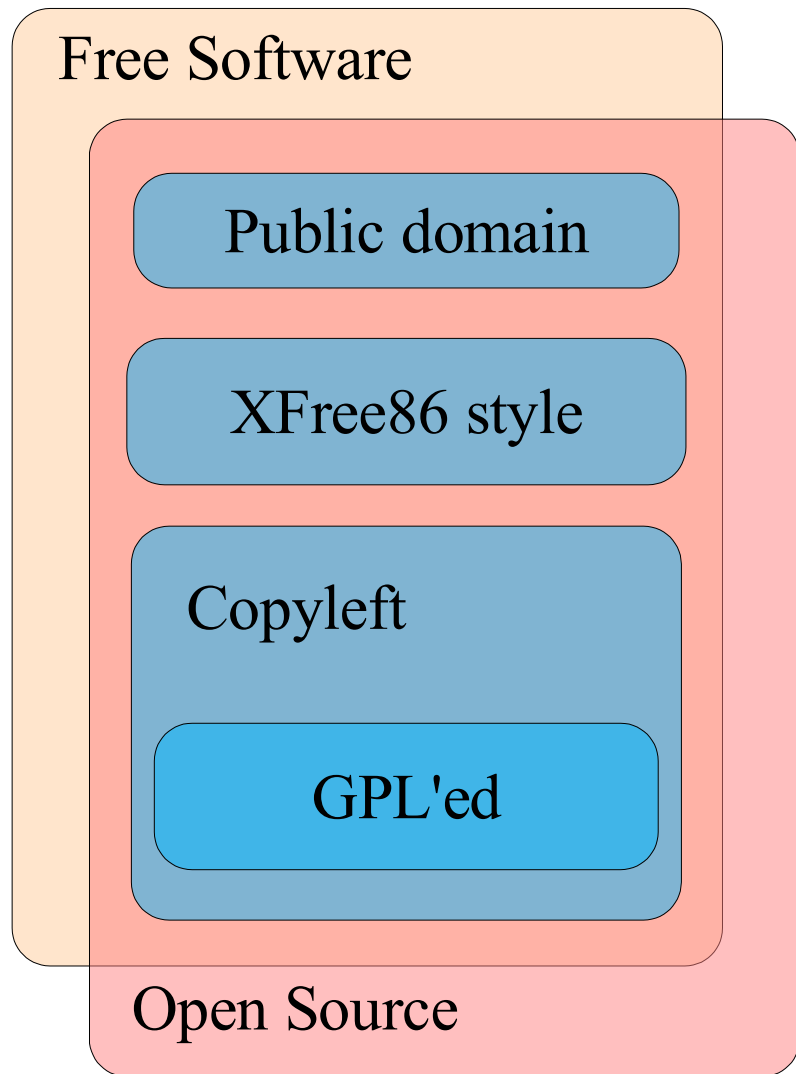 Free Software
Public domain
XFree86 style
Copyleft
GPL'ed
Open Source